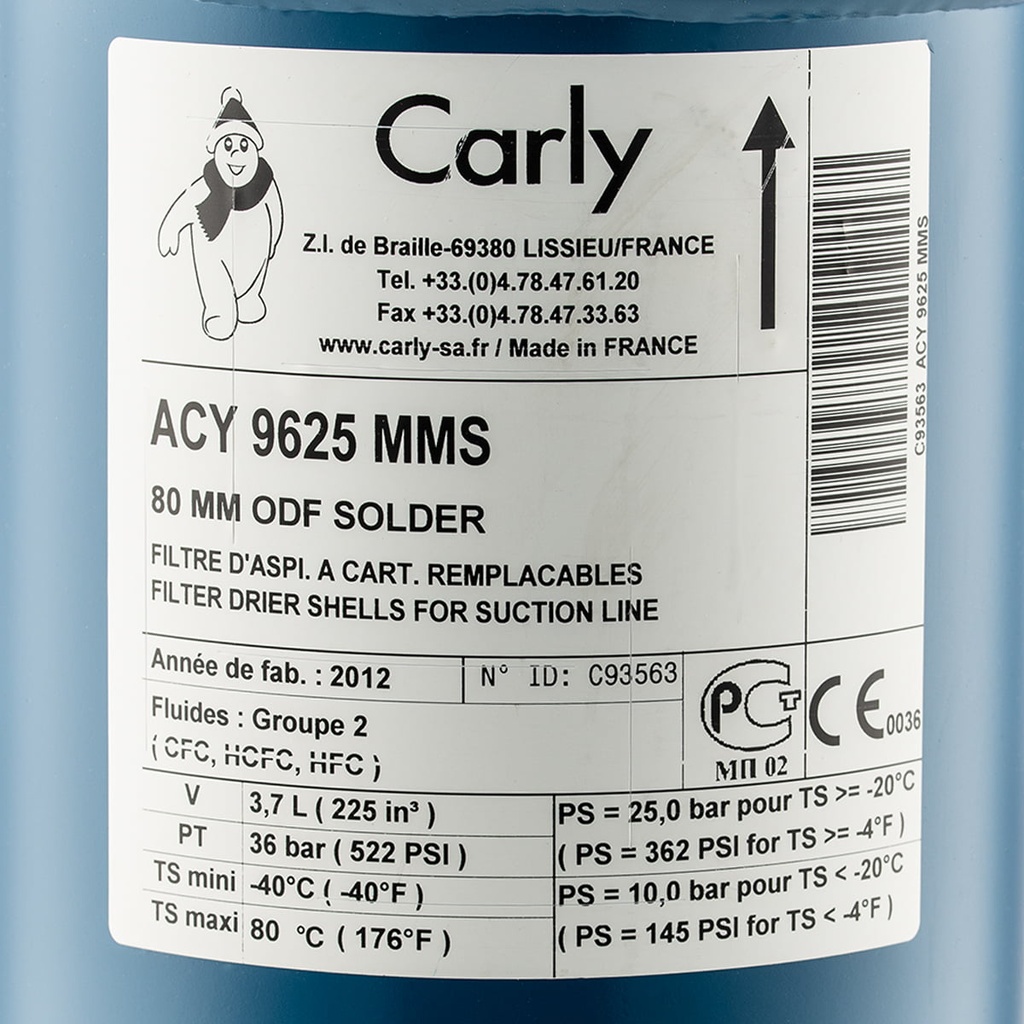 Carly
Z.I. de Braille-69380 LISSIEU/FRANCE
Tel. +33.(0)4.78.47.61.20
Fax +33.(0)4.78.47.33.63
www.carly-sa.fr / Made in FRANCE
C93563 ACY 9625 MMS
ACY 9625 MMS
80 MM ODF SOLDER
FILTRE D'ASPI. A CART. REMPLACABLES
FILTER DRIER SHELLS FOR SUCTION LINE
Année de fab. : 2012
N° ID: C93563
Fluides : Groupe 2
( CFC, HCFC, HFC )
PCT
МП 02
CE 0036
V 3,7 L ( 225 in³ )
PT 36 bar ( 522 PSI )
TS mini -40°C ( -40°F )
TS maxi 80 °C ( 176°F )
PS = 25,0 bar pour TS >= -20°C
( PS = 362 PSI for TS >= -4°F )
PS = 10,0 bar pour TS < -20°C
( PS = 145 PSI for TS < -4°F )